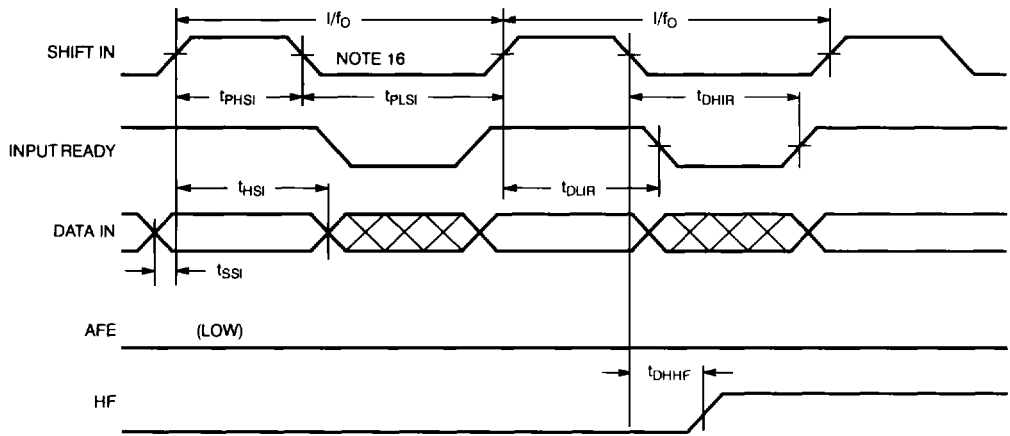 I/fO I/fO
SHIFT IN NOTE 16
tPHSI tPLSI tDHIR
INPUT READY
tHSI tDLIR
DATA IN
tSSI
AFE (LOW)
tDHHF
HF